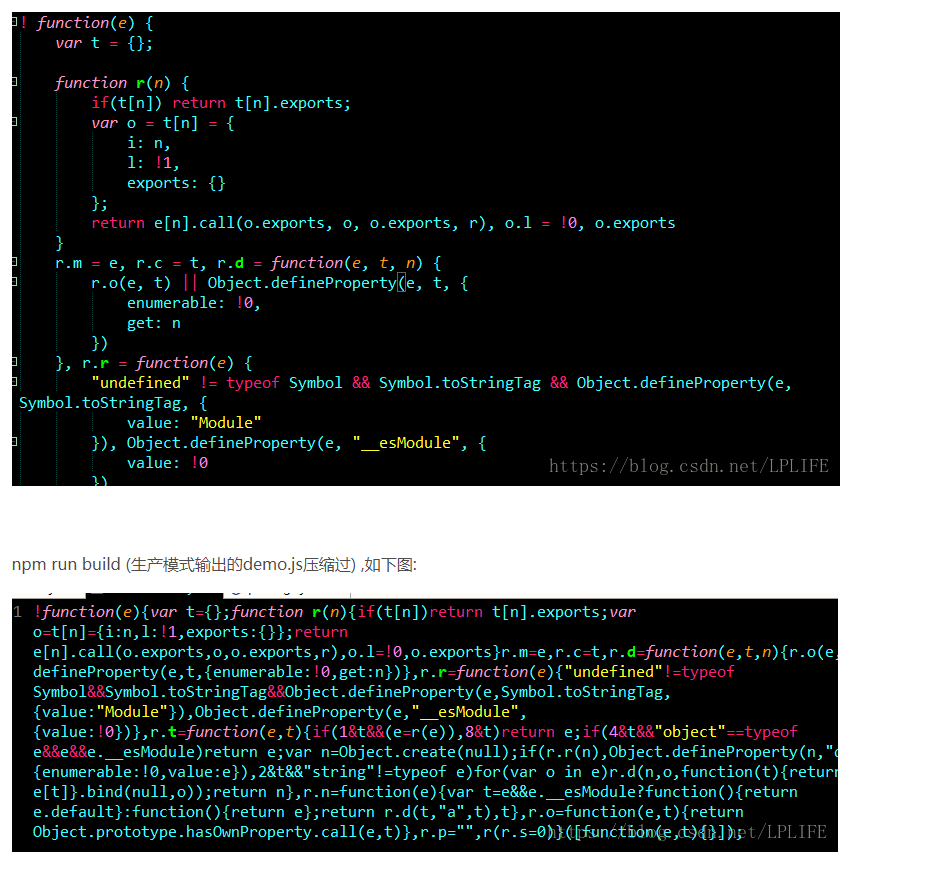 ! function(e) {
var t = {};
function r(n) {
if(t[n]) return t[n].exports;
var o = t[n] = {
i: n,
l: !1,
exports: {}
};
return e[n].call(o.exports, o, o.exports, r), o.l = !0, o.exports
}
r.m = e, r.c = t, r.d = function(e, t, n) {
r.o(e, t) || Object.defineProperty(e, t, {
enumerable: !0,
get: n
})
}, r.r = function(e) {
"undefined" != typeof Symbol && Symbol.toStringTag && Object.defineProperty(e,
Symbol.toStringTag, {
value: "Module"
}), Object.defineProperty(e, "__esModule", {
value: !0
https://blog.csdn.net/LPLIFE
})
npm run build (生产模式输出的demo.js压缩过) ,如下图:
1 !function(e){var t={};function r(n){if(t[n])return t[n].exports;var
o=t[n]={i:n,l:!1,exports:{}};return
e[n].call(o.exports,o,o.exports,r),o.l=!0,o.exports}r.m=e,r.c=t,r.d=function(e,t,n){r.o(e,
defineProperty(e,t,{enumerable:!0,get:n})},r.r=function(e){"undefined"!=typeof
Symbol&&Symbol.toStringTag&&Object.defineProperty(e,Symbol.toStringTag,
{value:"Module"}),Object.defineProperty(e,"__esModule",
{value:!0})},r.t=function(e,t){if(1&t&&(e=r(e)),8&t)return e;if(4&t&&"object"==typeof
e&&e&&e.__esModule)return e;var n=Object.create(null);if(r.r(n),Object.defineProperty(n,"
{enumerable:!0,value:e}),2&t&&"string"!=typeof e)for(var o in e)r.d(n,o,function(t){return
e[t]}.bind(null,o));return n},r.n=function(e){var t=e&&e.__esModule?function(){return
e.default}:function(){return e};return r.d(t,"a",t),t},r.o=function(e,t){return
Object.prototype.hasOwnProperty.call(e,t)},r.p="",r(r.s=0)}([function(e,t){}]);
https://blog.csdn.net/LPLIFE